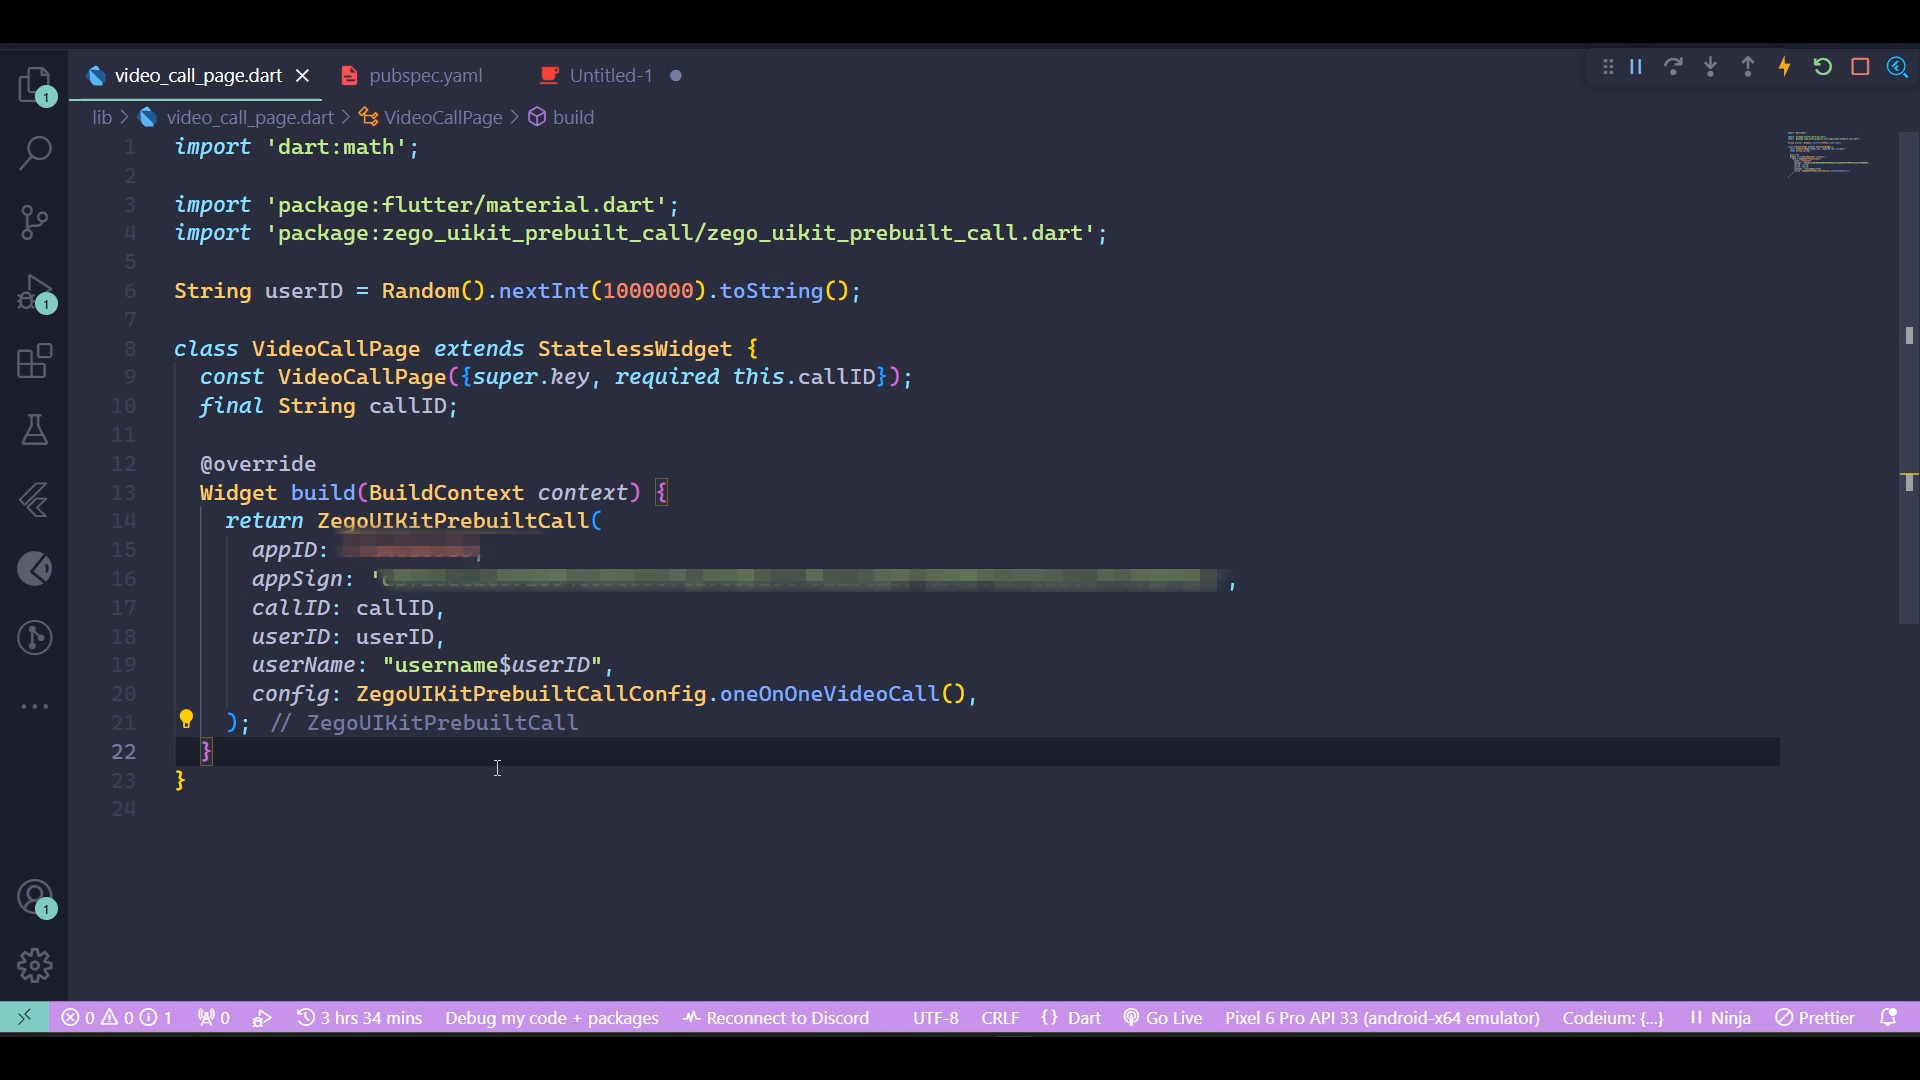 video_call_page.dart
pubspec.yaml
Untitled-1
lib > video_call_page.dart > VideoCallPage > build
1 import 'dart:math';
2
3 import 'package:flutter/material.dart';
4 import 'package:zego_uikit_prebuilt_call/zego_uikit_prebuilt_call.dart';
5
6 String userID = Random().nextInt(1000000).toString();
7
8 class VideoCallPage extends StatelessWidget {
9 const VideoCallPage({super.key, required this.callID});
10 final String callID;
11
12 @override
13 Widget build(BuildContext context) {
14 return ZegoUIKitPrebuiltCall(
15 appID: ,
16 appSign: ' ,
17 callID: callID,
18 userID: userID,
19 userName: "username$userID",
20 config: ZegoUIKitPrebuiltCallConfig.oneOnOneVideoCall(),
21 ); // ZegoUIKitPrebuiltCall
22 }
23 }
24
1
1
1
0 0 1 0 3 hrs 34 mins Debug my code + packages Reconnect to Discord UTF-8 CRLF {} Dart Go Live Pixel 6 Pro API 33 (android-x64 emulator) Codeium: {...} Ninja Prettier